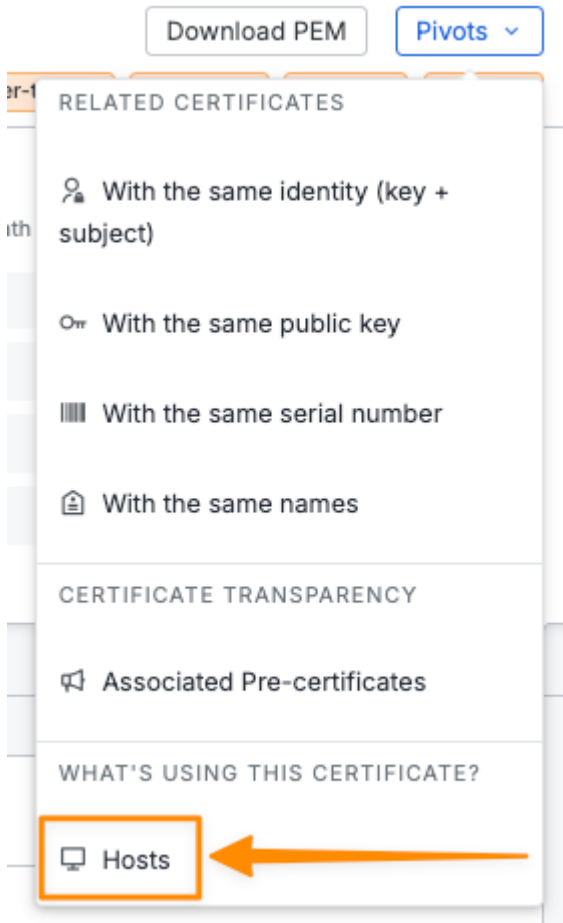 Download PEM
Pivots
RELATED CERTIFICATES
With the same identity (key +
subject)
With the same public key
With the same serial number
With the same names
CERTIFICATE TRANSPARENCY
Associated Pre-certificates
WHAT'S USING THIS CERTIFICATE?
Hosts